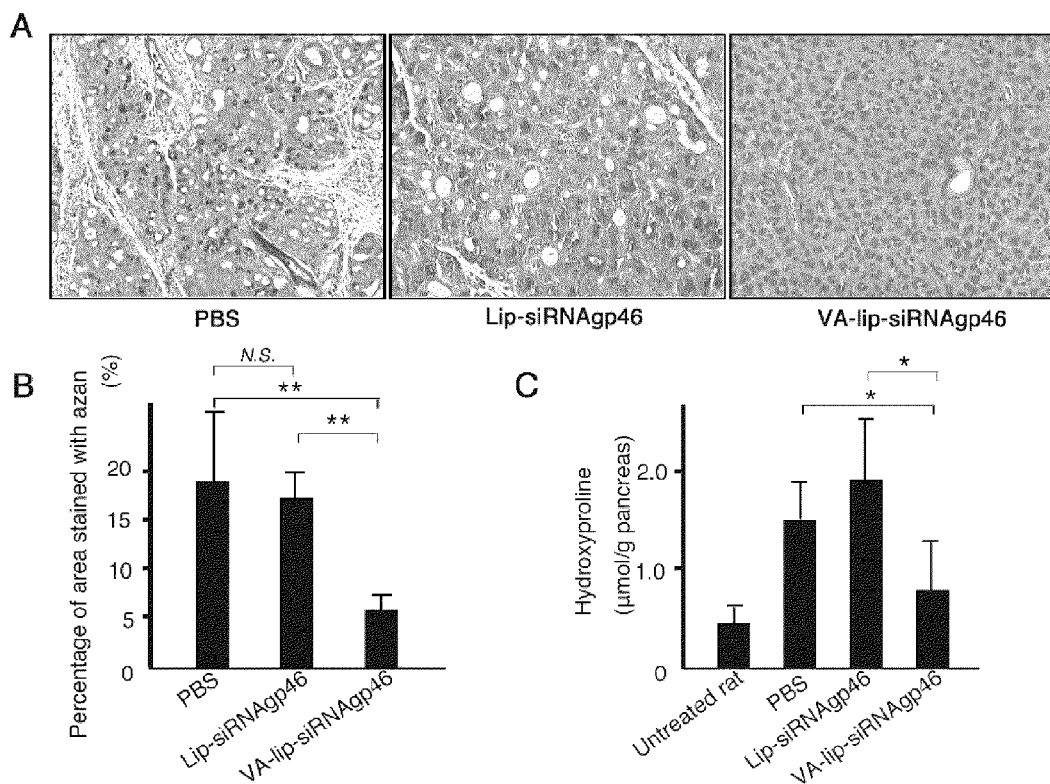 A
PBS
Lip-siRNAgp46
VA-lip-siRNAgp46
B
Percentage of area stained with azan (%)
20
15
10
5
0
N.S.
**
**
PBS
Lip-siRNAgp46
VA-lip-siRNAgp46
C
Hydroxyproline
(μmol/g pancreas)
2.0
1.0
0
*
*
Untreated rat
PBS
Lip-siRNAgp46
VA-lip-siRNAgp46